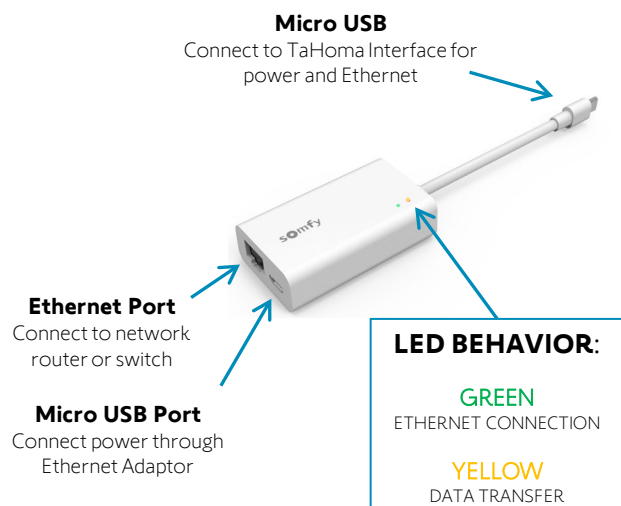 Micro USB
Connect to TaHoma Interface for
power and Ethernet
somfy
Ethernet Port
Connect to network
router or switch
Micro USB Port
Connect power through
Ethernet Adaptor
LED BEHAVIOR:
GREEN
ETHERNET CONNECTION
YELLOW
DATA TRANSFER